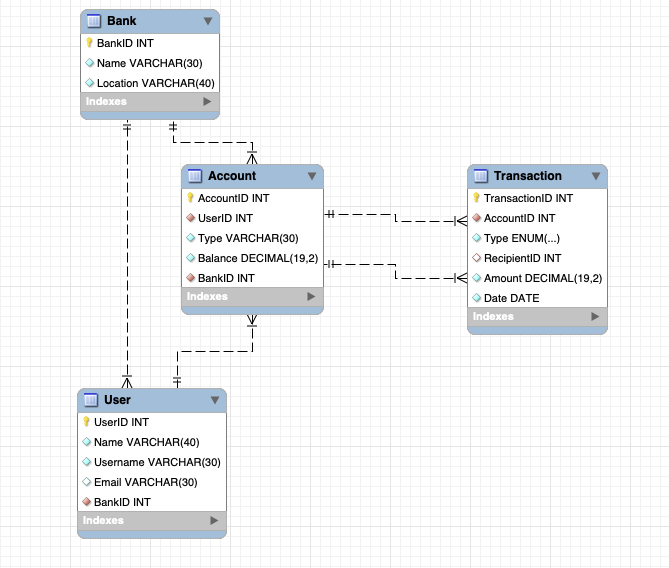 Bank
BankID INT
Name VARCHAR(30)
Location VARCHAR(40)
Indexes
Account
AccountID INT
UserID INT
Type VARCHAR(30)
Balance DECIMAL(19,2)
BankID INT
Indexes
Transaction
TransactionID INT
AccountID INT
Type ENUM(...)
RecipientID INT
Amount DECIMAL(19,2)
Date DATE
Indexes
User
UserID INT
Name VARCHAR(40)
Username VARCHAR(30)
Email VARCHAR(30)
BankID INT
Indexes